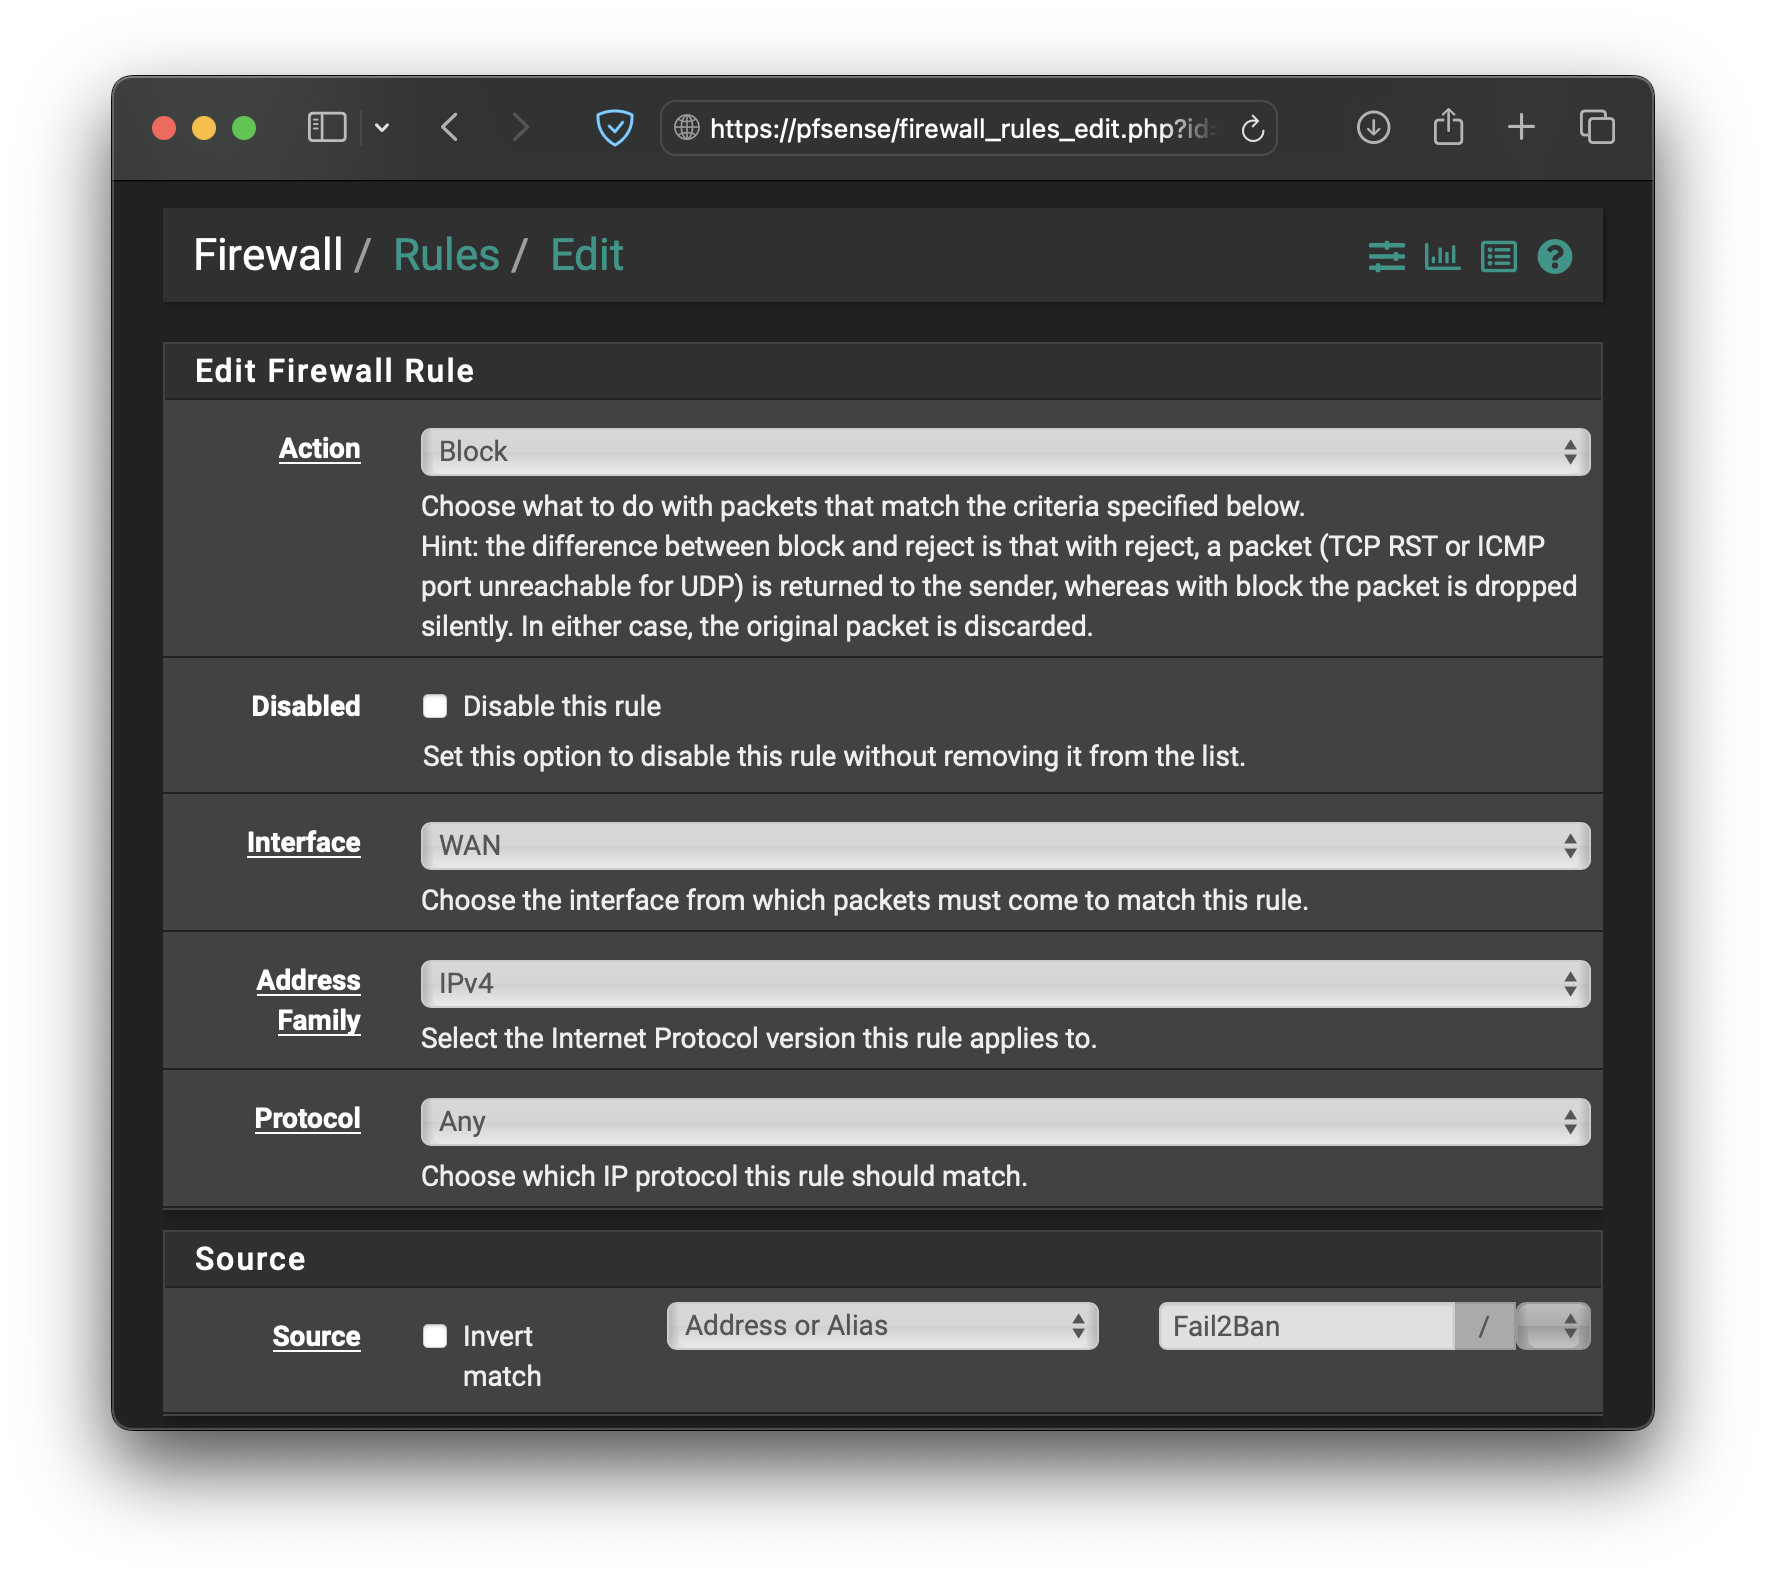 https://pfsense/firewall_rules_edit.php?id=
Firewall / Rules / Edit
Edit Firewall Rule
Action
Block
Choose what to do with packets that match the criteria specified below.
Hint: the difference between block and reject is that with reject, a packet (TCP RST or ICMP
port unreachable for UDP) is returned to the sender, whereas with block the packet is dropped
silently. In either case, the original packet is discarded.
Disabled
Disable this rule
Set this option to disable this rule without removing it from the list.
Interface
WAN
Choose the interface from which packets must come to match this rule.
Address
Family
IPv4
Select the Internet Protocol version this rule applies to.
Protocol
Any
Choose which IP protocol this rule should match.
Source
Source
Invert
match
Address or Alias
Fail2Ban
/